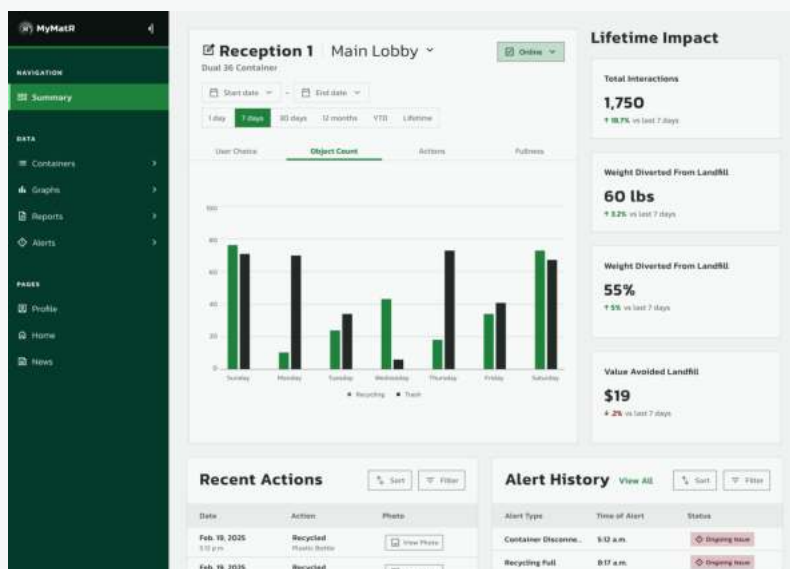 MyMatR
NAVIGATION
Summary
DATA
Containers
Graphs
Reports
Alerts
PAGES
Profile
Home
News
Reception 1 Main Lobby
Dual 36 Container
Online
Start date - End date
1 day 7 days 30 days 12 months YTD Lifetime
User Choice Object Count Actions Fullness
100
80
60
40
20
0
Sunday Monday Tuesday Wednesday Thursday Friday Saturday
Recycling Trash
Lifetime Impact
Total Interactions
1,750
↑ 18.7% vs last 7 days
Weight Diverted From Landfill
60 lbs
↑ 3.2% vs last 7 days
Weight Diverted From Landfill
55%
↑ 5% vs last 7 days
Value Avoided Landfill
$19
↓ 2% vs last 7 days
Recent Actions Sort Filter
Date Action Photo
Feb. 19, 2025 Recycled View Photo
5:12 p.m Plastic Bottle
Feb. 19, 2025 Recycled
Alert History View All Sort Filter
Alert Type Time of Alert Status
Container Disconne.. 5:12 a.m. Ongoing Issue
Recycling Full 8:17 a.m. Ongoing Issue